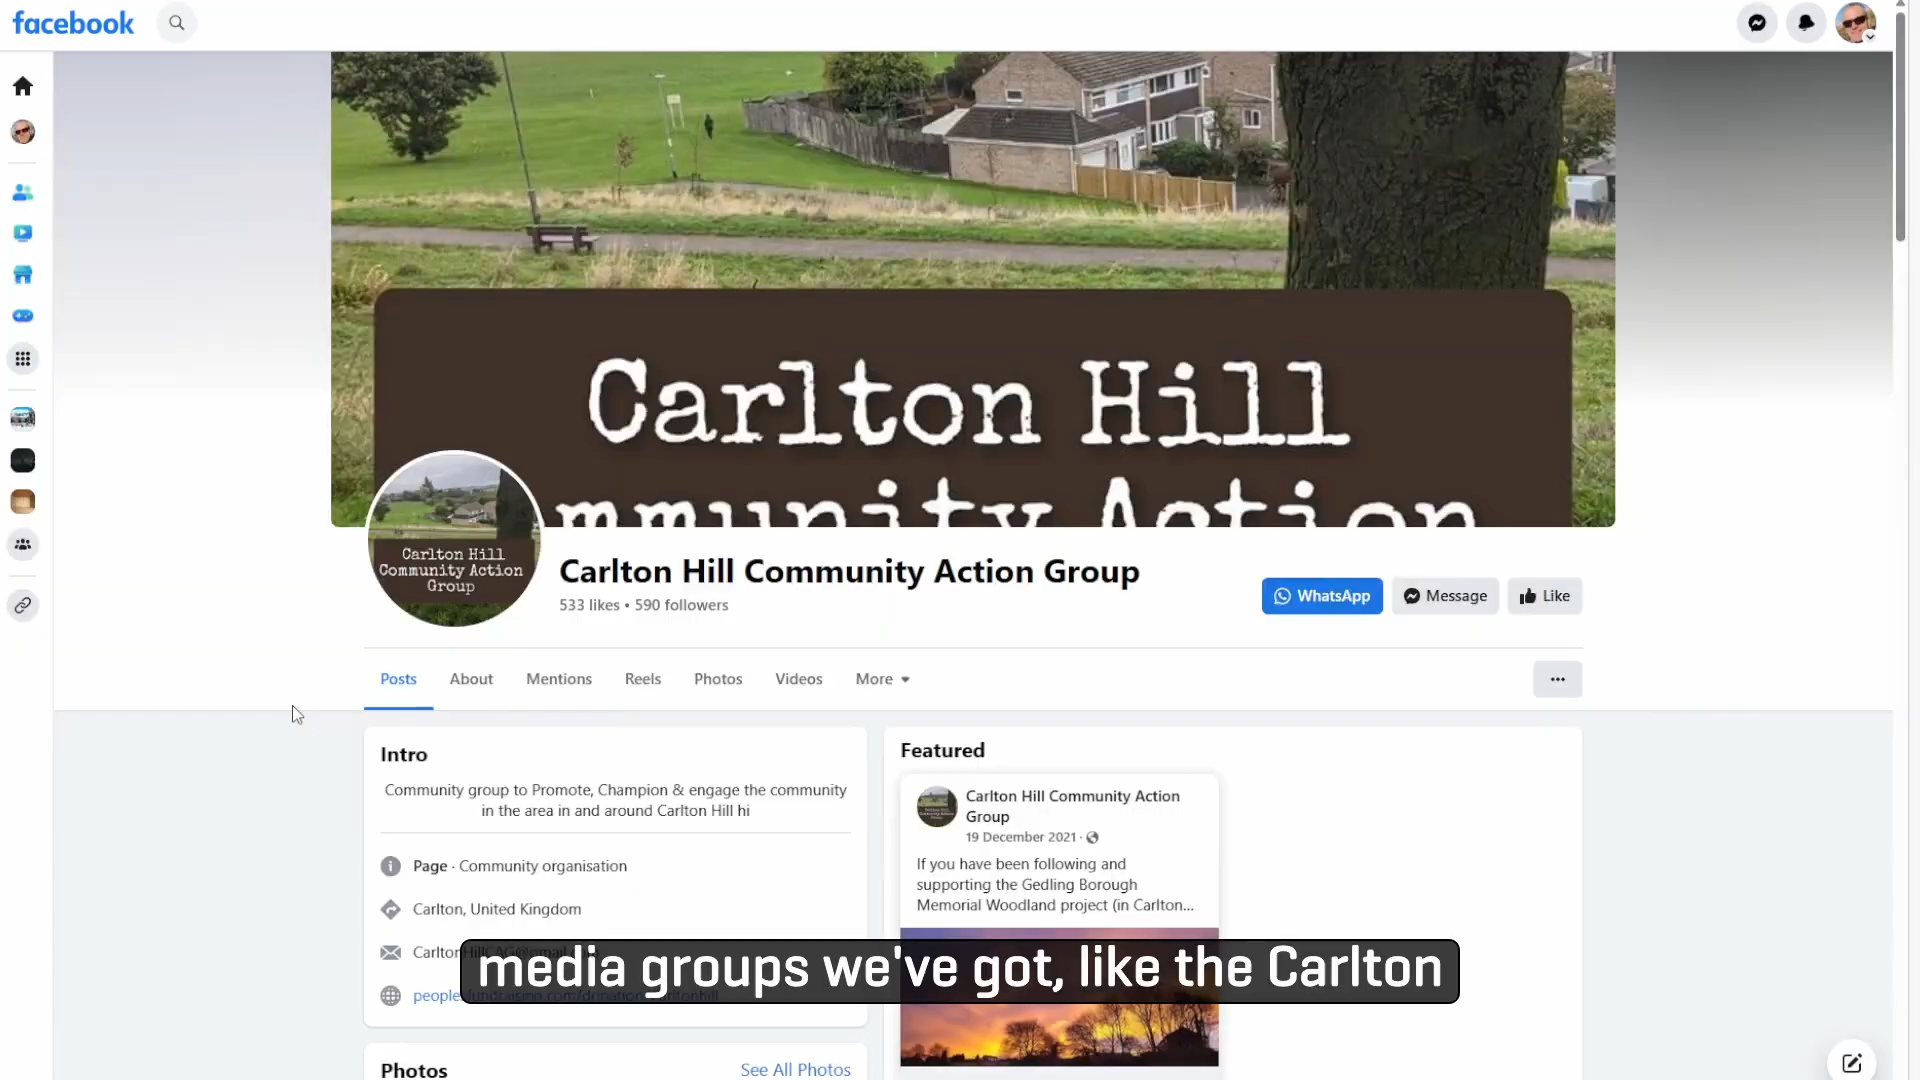 facebook
Carlton Hill
mmunity Action
Carlton Hill
Community Action
Group
Carlton Hill Community Action Group
533 likes • 590 followers
WhatsApp
Message
Like
Posts
About
Mentions
Reels
Photos
Videos
More
Intro
Community group to Promote, Champion & engage the community
in the area in and around Carlton Hill hi
Page · Community organisation
Carlton, United Kingdom
Photos
See All Photos
Featured
Carlton Hill Community Action
Group
19 December 2021 ·
If you have been following and
supporting the Gedling Borough
Memorial Woodland project (in Carlton...
media groups we've got, like the Carlton